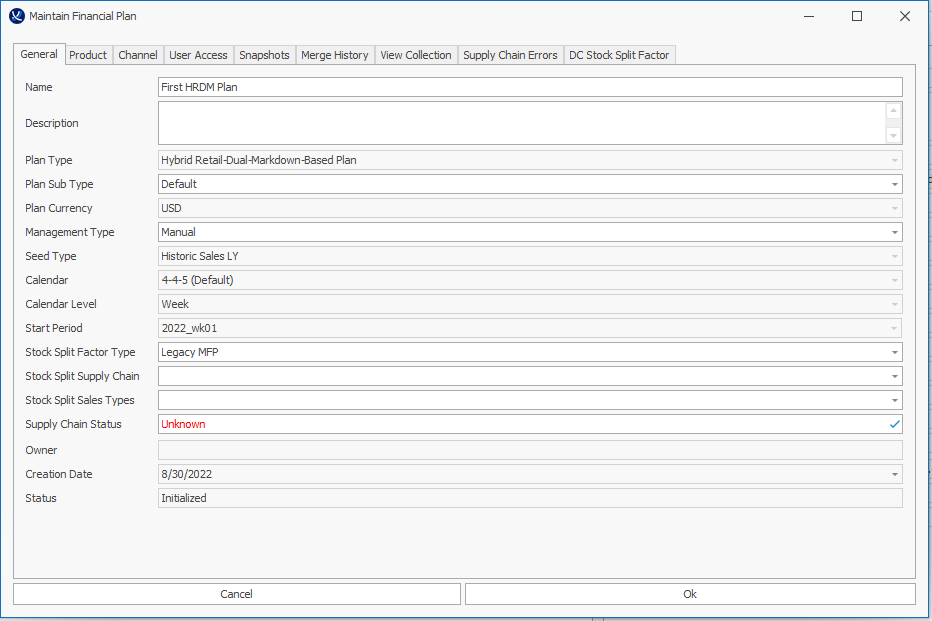 Maintain Financial Plan
General Product Channel User Access Snapshots Merge History View Collection Supply Chain Errors DC Stock Split Factor
Name First HRDM Plan
Description
Plan Type Hybrid Retail-Dual-Markdown-Based Plan
Plan Sub Type Default
Plan Currency USD
Management Type Manual
Seed Type Historic Sales LY
Calendar 4-4-5 (Default)
Calendar Level Week
Start Period 2022_wk01
Stock Split Factor Type Legacy MFP
Stock Split Supply Chain
Stock Split Sales Types
Supply Chain Status Unknown
Owner
Creation Date 8/30/2022
Status Initialized
Cancel Ok